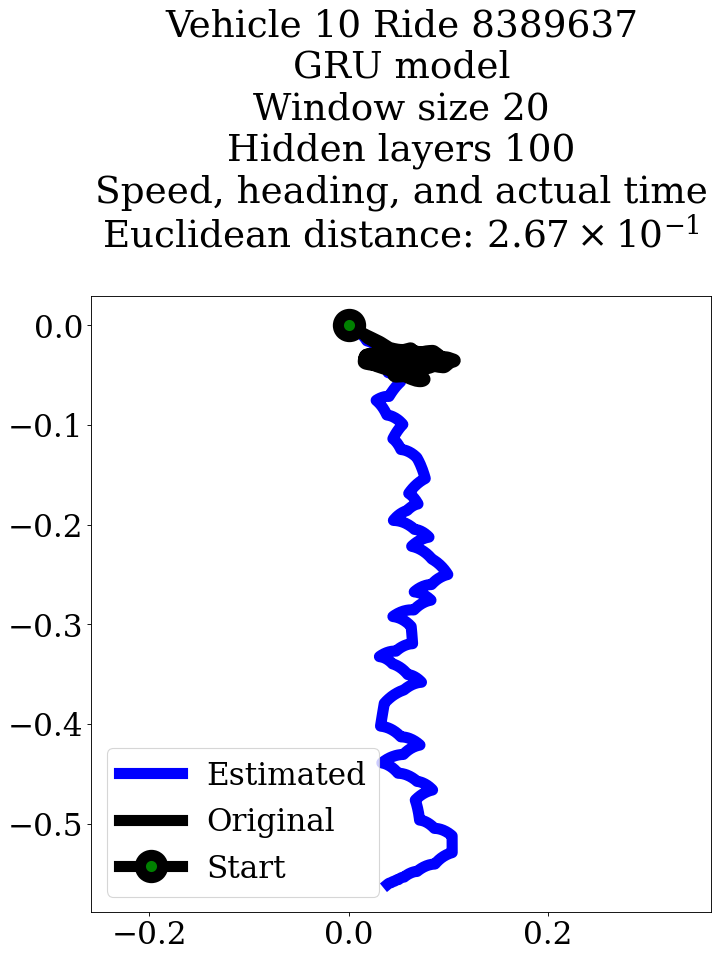 Vehicle 10 Ride 8389637
GRU model
Window size 20
Hidden layers 100
Speed, heading, and actual time
Euclidean distance: 2.67 × 10⁻¹
0.0
−0.1
−0.2
−0.3
−0.4
−0.5
Estimated
Original
Start
−0.2 0.0 0.2